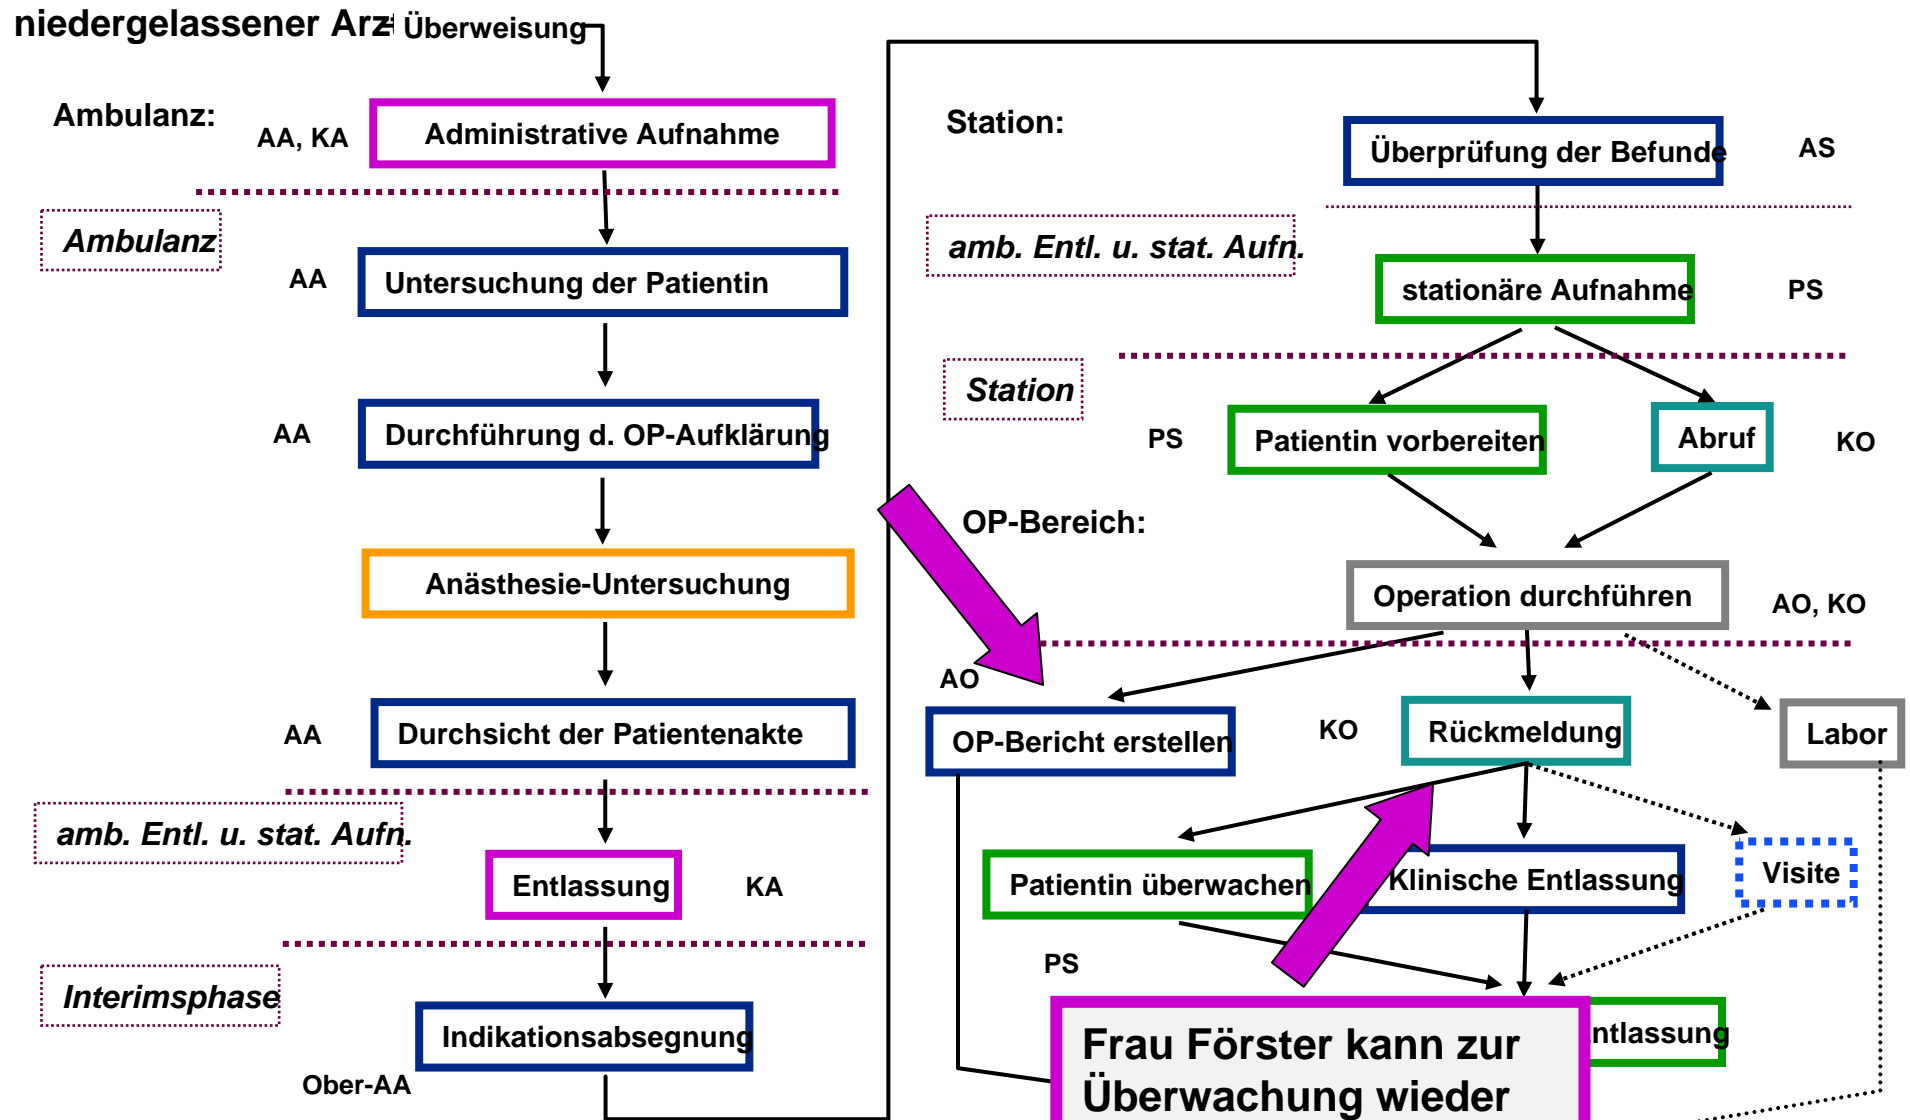 niedergelassener Arzt
Überweisung
Ambulanz:
AA, KA
Administrative Aufnahme
Ambulanz
AA
Untersuchung der Patientin
AA
Durchführung d. OP-Aufklärung
Anästhesie-Untersuchung
AA
Durchsicht der Patientenakte
amb. Entl. u. stat. Aufn.
Entlassung
KA
Interimsphase
Indikationsabsegnung
Ober-AA
Station:
Überprüfung der Befunde
AS
amb. Entl. u. stat. Aufn.
stationäre Aufnahme
PS
Station
PS
Patientin vorbereiten
Abruf
KO
OP-Bereich:
Operation durchführen
AO, KO
AO
OP-Bericht erstellen
KO
Rückmeldung
Labor
Patientin überwachen
Klinische Entlassung
Visite
PS
ntlassung
Frau Förster kann zur
Überwachung wieder